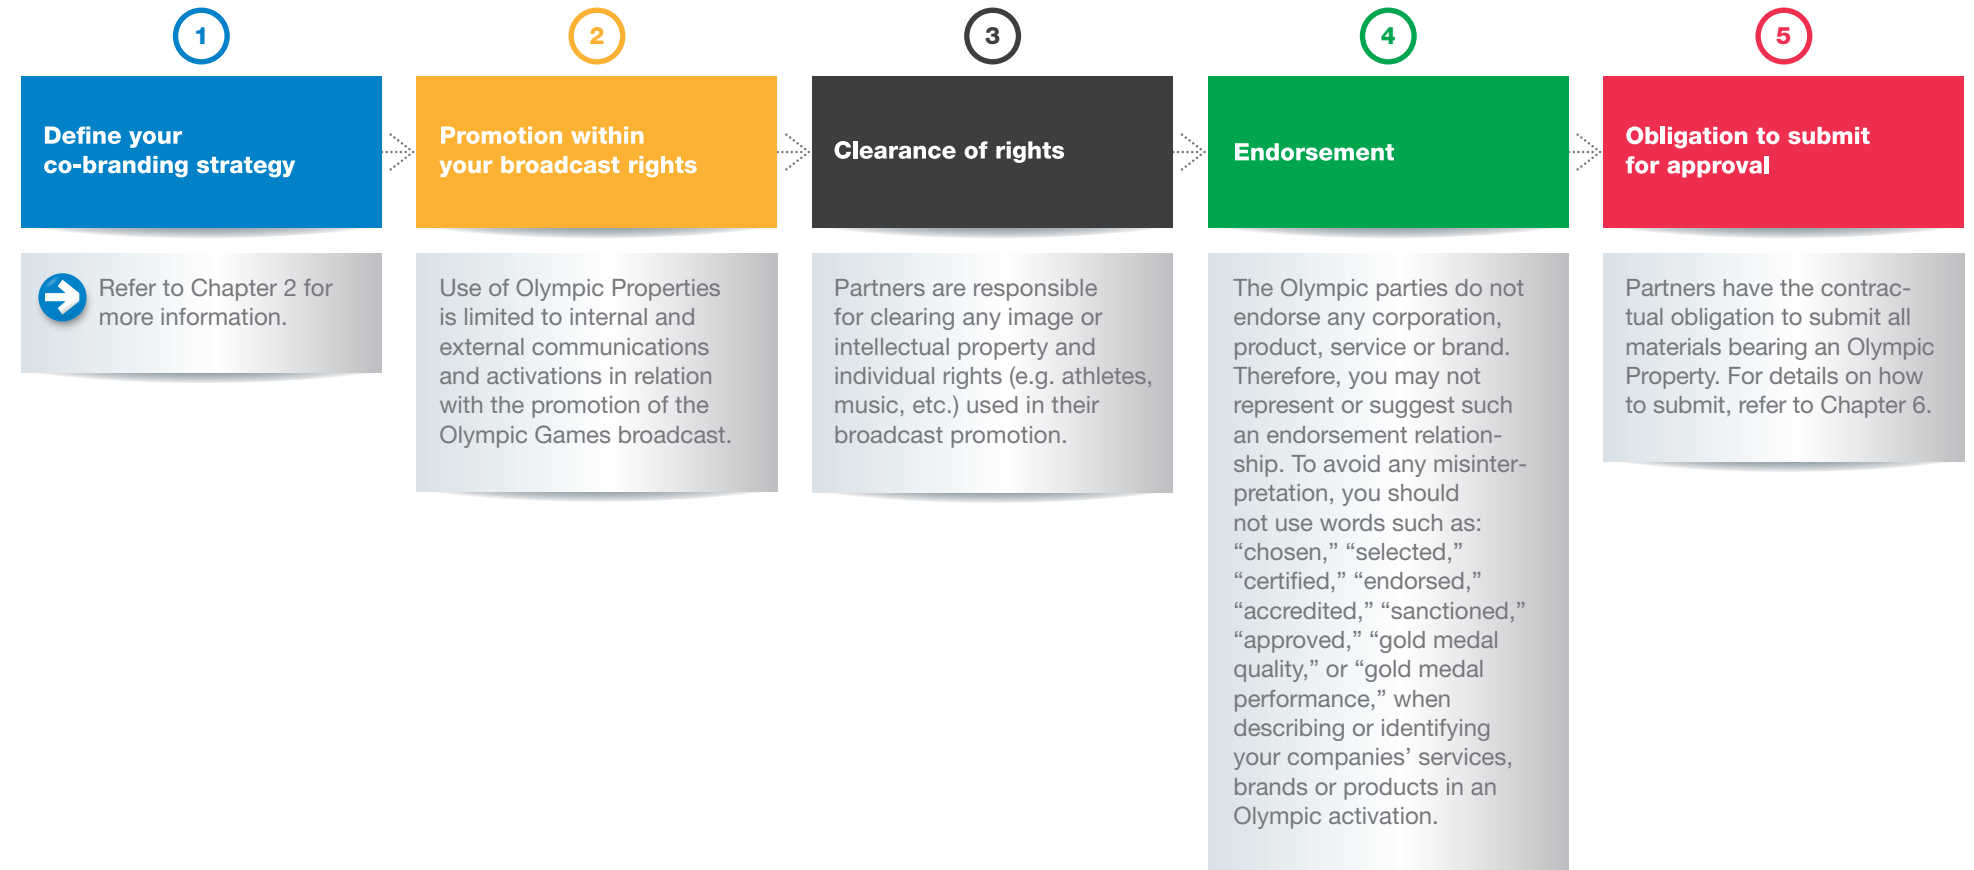 1
Define your
co-branding strategy
Refer to Chapter 2 for
more information.
2
Promotion within
your broadcast rights
Use of Olympic Properties
is limited to internal and
external communications
and activations in relation
with the promotion of the
Olympic Games broadcast.
3
Clearance of rights
Partners are responsible
for clearing any image or
intellectual property and
individual rights (e.g. athletes,
music, etc.) used in their
broadcast promotion.
4
Endorsement
The Olympic parties do not
endorse any corporation,
product, service or brand.
Therefore, you may not
represent or suggest such
an endorsement relation-
ship. To avoid any misinter-
pretation, you should
not use words such as:
“chosen,” “selected,”
“certified,” “endorsed,”
“accredited,” “sanctioned,”
“approved,” “gold medal
quality,” or “gold medal
performance,” when
describing or identifying
your companies’ services,
brands or products in an
Olympic activation.
5
Obligation to submit
for approval
Partners have the contrac-
tual obligation to submit all
materials bearing an Olympic
Property. For details on how
to submit, refer to Chapter 6.